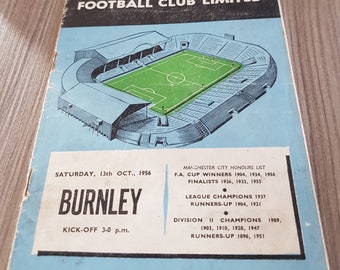 FOOTBALL CLUB LIMITED
SATURDAY, 13th OCT., 1956
BURNLEY
KICK-OFF 3-0 p.m.
MANCHESTER CITY HONOURS LIST
F.A. CUP WINNERS 1904, 1934, 1956
FINALISTS 1926, 1933, 1955
LEAGUE CHAMPIONS 1937
RUNNERS-UP 1904, 1921
DIVISION II CHAMPIONS 1909,
1903, 1910, 1928, 1947
RUNNERS-UP 1896, 1951